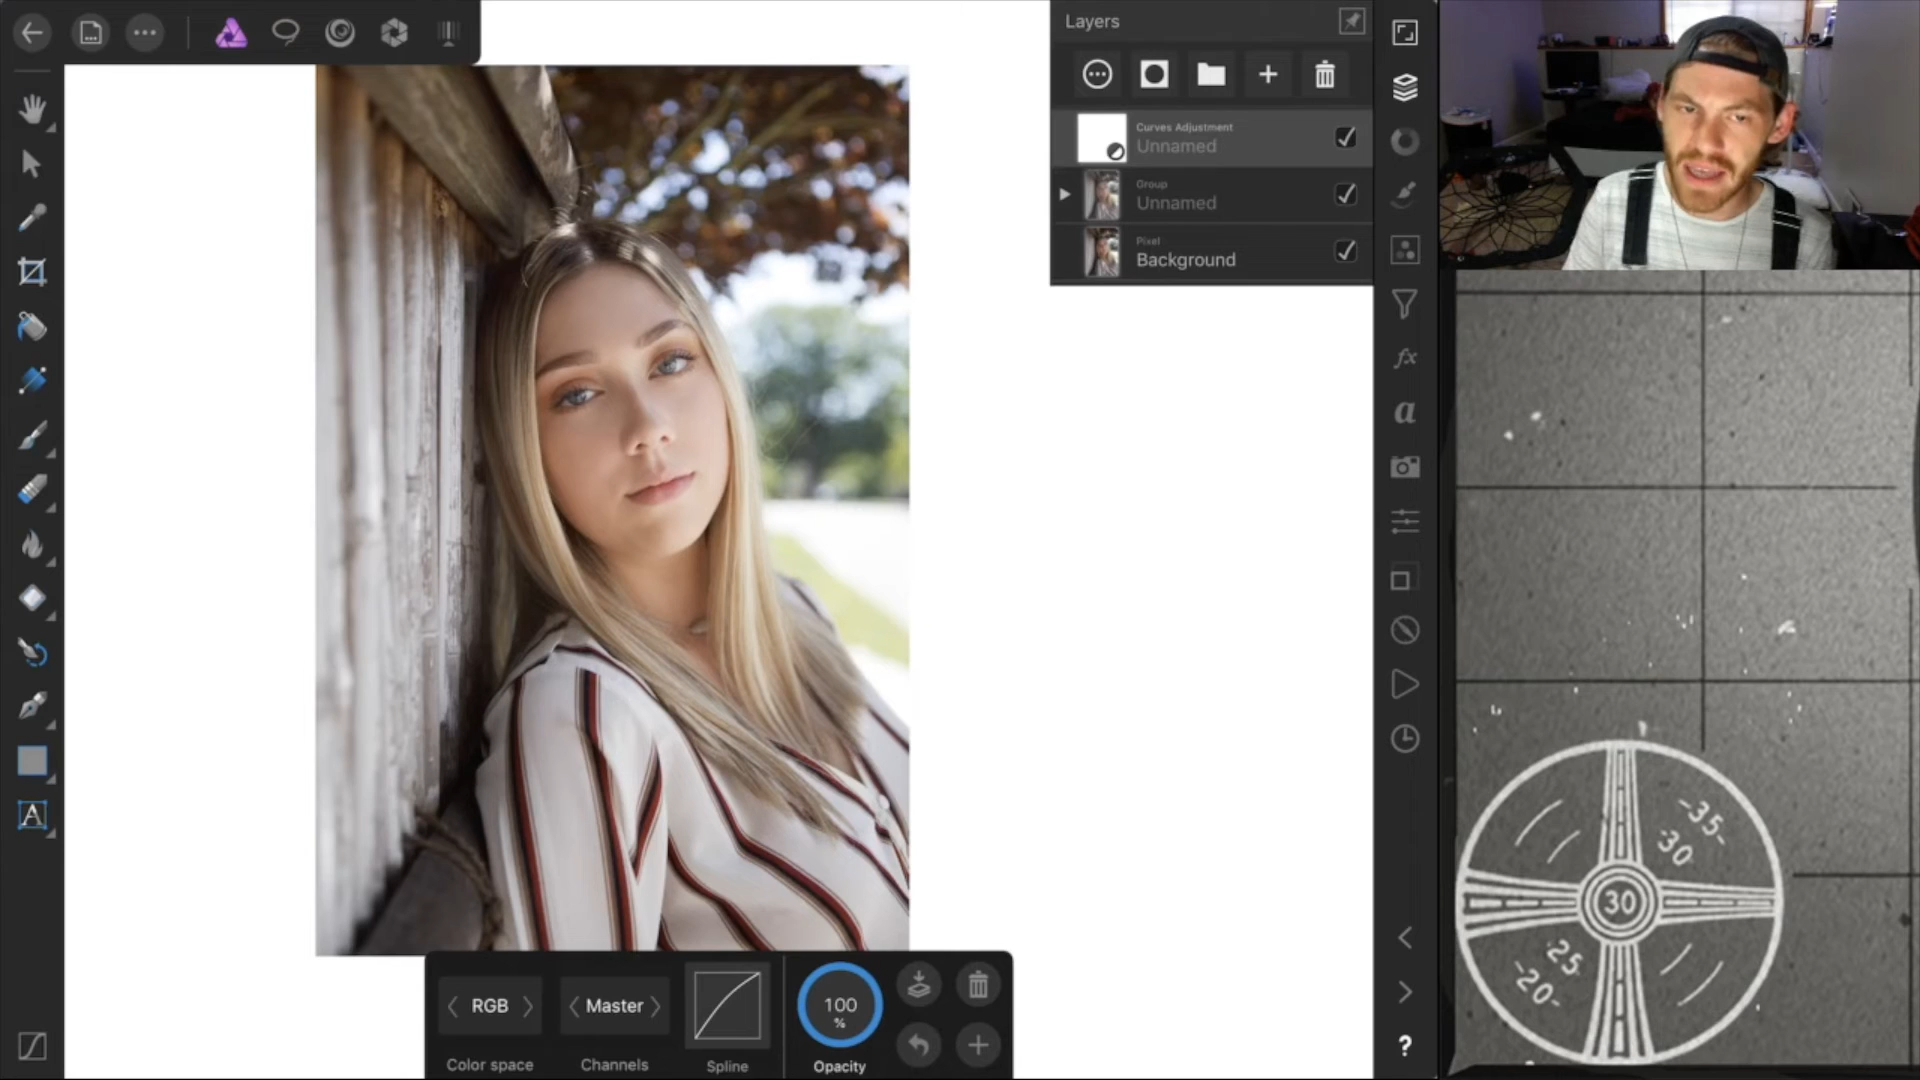 Layers
Curves Adjustment
Unnamed
Group
Unnamed
Pixel
Background
fx
a
A
RGB
Master
100
%
Color space
Channels
Spline
Opacity
?
-35-
-30
30
-25
-20-